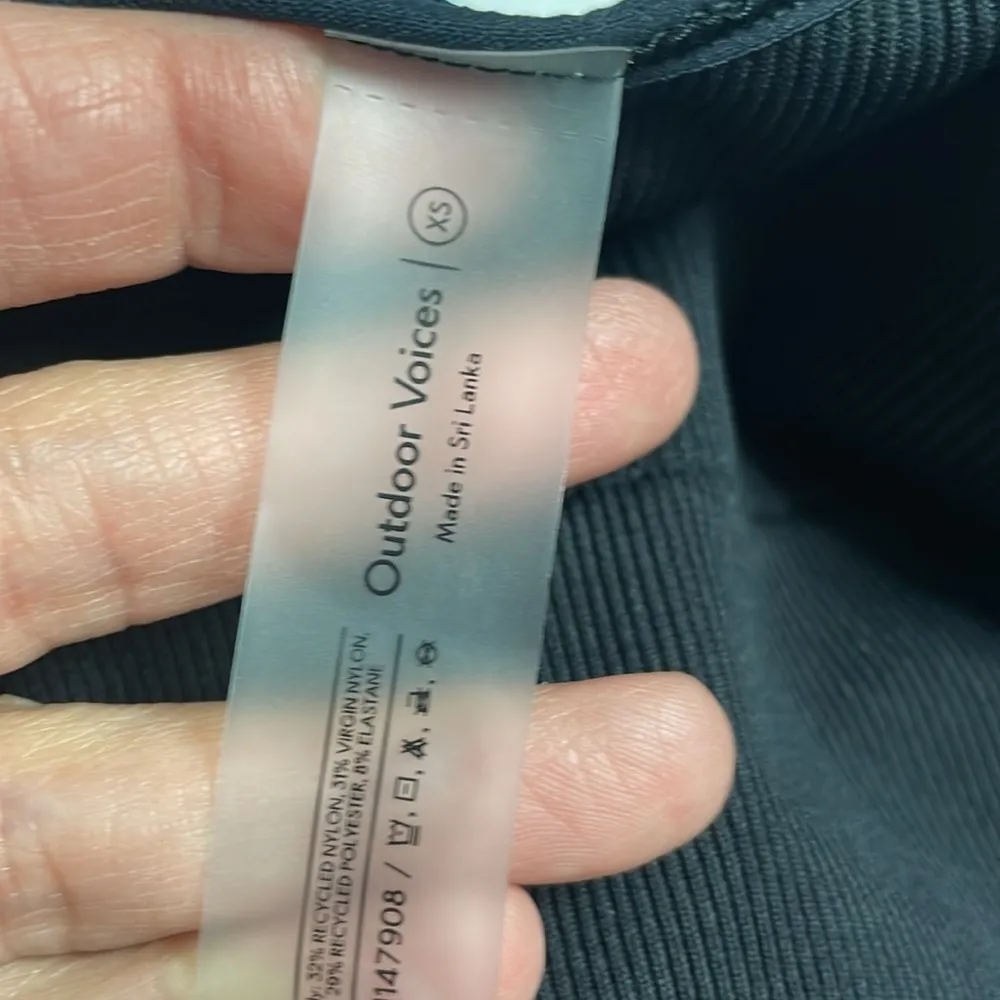 Outdoor Voices | XS
Made in Sri Lanka
32% RECYCLED NYLON, 31% VIRGIN NYLON,
29% RECYCLED POLYESTER, 8% ELASTANE
147908 /